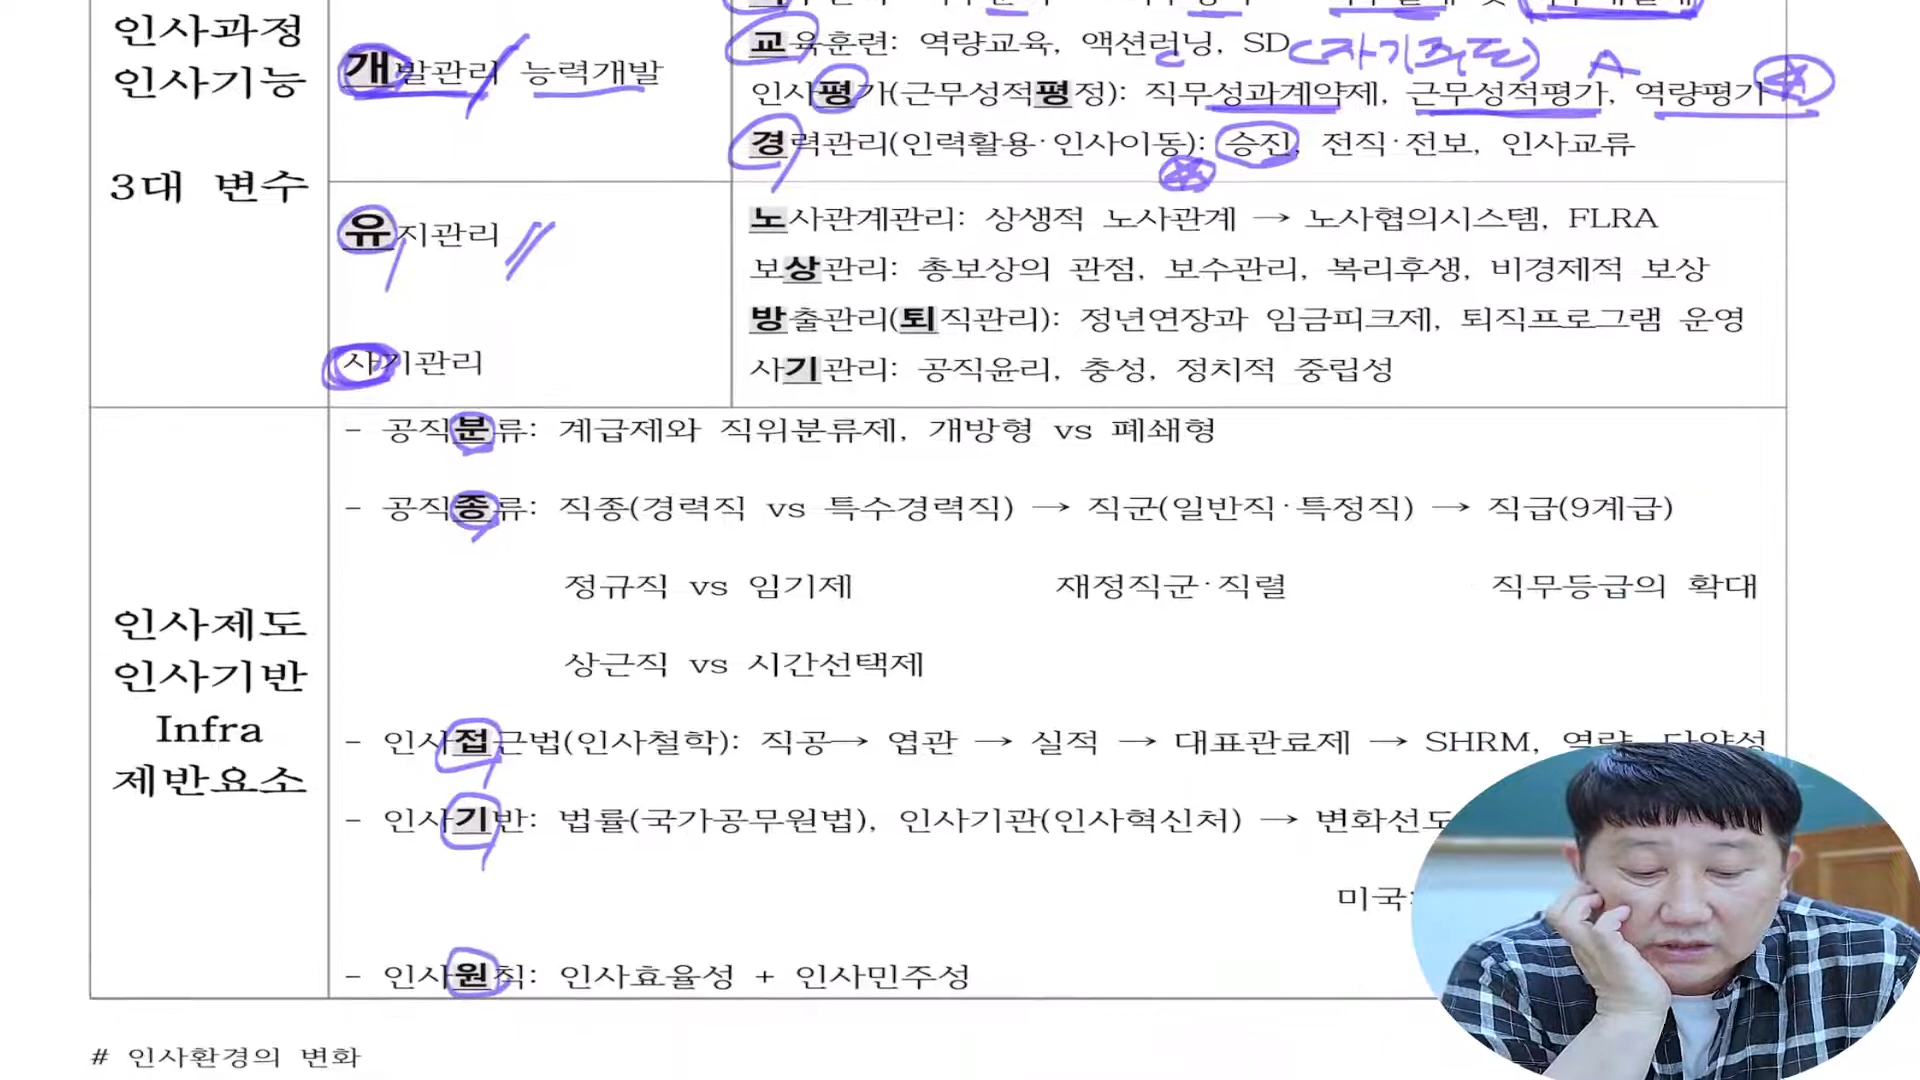 인사과정
인사기능
3대 변수
개발관리 능력개발
교육훈련: 역량교육, 액션러닝, SD (자기주도)
C A
인사평가(근무성적평정): 직무성과계약제, 근무성적평가, 역량평가
경력관리(인력활용·인사이동): 승진, 전직·전보, 인사교류
유지관리
사기관리
노사관계관리: 상생적 노사관계 → 노사협의시스템, FLRA
보상관리: 총보상의 관점, 보수관리, 복리후생, 비경제적 보상
방출관리(퇴직관리): 정년연장과 임금피크제, 퇴직프로그램 운영
사기관리: 공직윤리, 충성, 정치적 중립성
인사제도
인사기반
Infra
제반요소
- 공직분류: 계급제와 직위분류제, 개방형 vs 폐쇄형
- 공직종류: 직종(경력직 vs 특수경력직) → 직군(일반직·특정직) → 직급(9계급)
정규직 vs 임기제 재정직군·직렬 직무등급의 확대
상근직 vs 시간선택제
- 인사접근법(인사철학): 직공→ 엽관 → 실적 → 대표관료제 → SHRM, 역량, 다양성
- 인사기반: 법률(국가공무원법), 인사기관(인사혁신처) → 변화선도
미국:
- 인사원칙: 인사효율성 + 인사민주성
# 인사환경의 변화